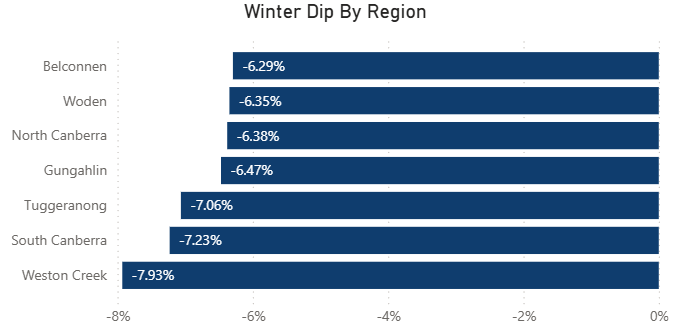 Winter Dip By Region
Belconnen -6.29%
Woden -6.35%
North Canberra -6.38%
Gungahlin -6.47%
Tuggeranong -7.06%
South Canberra -7.23%
Weston Creek -7.93%
-8% -6% -4% -2% 0%